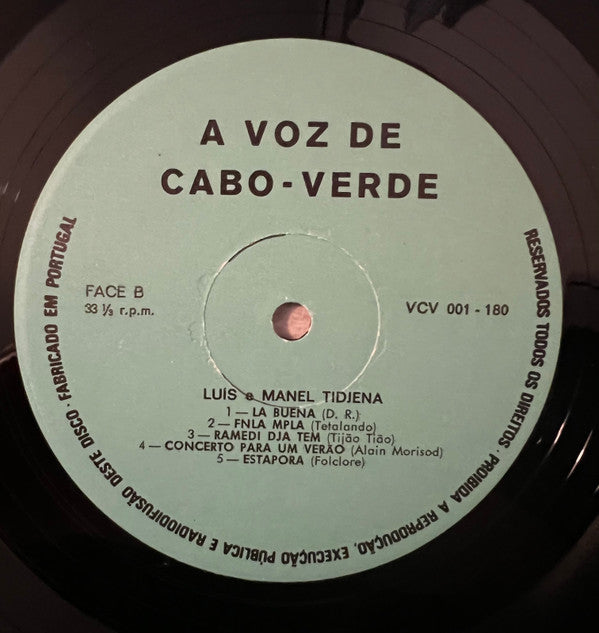 A VOZ DE
CABO-VERDE
FACE B
33 ⅓ r.p.m.
VCV 001 - 180
LUIS e MANEL TIDJENA
1 — LA BUENA (D. R.)
2 — FNLA MPLA (Tetalando)
3 — RAMEDI DJA TEM (Tijão Tião)
4 — CONCERTO PARA UM VERÃO (Alain Morisod)
5 — ESTAPORA (Folclore)
RESERVADOS TODOS OS DIREITOS · PROIBIDA A REPRODUÇÃO, EXECUÇÃO PÚBLICA E RADIODIFUSÃO DESTE DISCO · FABRICADO EM PORTUGAL